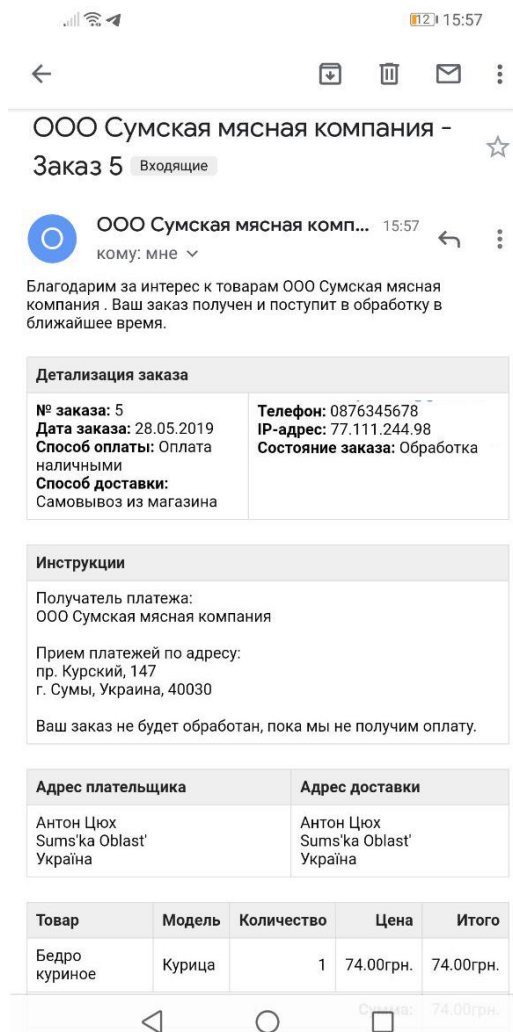 12 15:57
ООО Сумская мясная компания -
Заказ 5 Входящие
О
ООО Сумская мясная комп... 15:57
кому: мне
Благодарим за интерес к товарам ООО Сумская мясная
компания . Ваш заказ получен и поступит в обработку в
ближайшее время.
Детализация заказа
№ заказа: 5
Дата заказа: 28.05.2019
Способ оплаты: Оплата
наличными
Способ доставки:
Самовывоз из магазина
Телефон: 0876345678
IP-адрес: 77.111.244.98
Состояние заказа: Обработка
Инструкции
Получатель платежа:
ООО Сумская мясная компания
Прием платежей по адресу:
пр. Курский, 147
г. Сумы, Украина, 40030
Ваш заказ не будет обработан, пока мы не получим оплату.
Адрес плательщика Адрес доставки
Антон Цюх
Sums'ka Oblast'
Україна
Антон Цюх
Sums'ka Oblast'
Україна
Товар Модель Количество Цена Итого
Бедро
куриное
Курица 1 74.00грн. 74.00грн.
Сумма: 74.00грн.